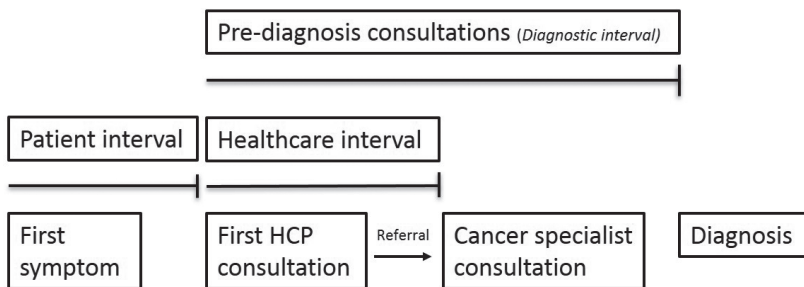 Pre-diagnosis consultations (Diagnostic interval)
Patient interval
Healthcare interval
First
symptom
First HCP
consultation
Referral
Cancer specialist
consultation
Diagnosis